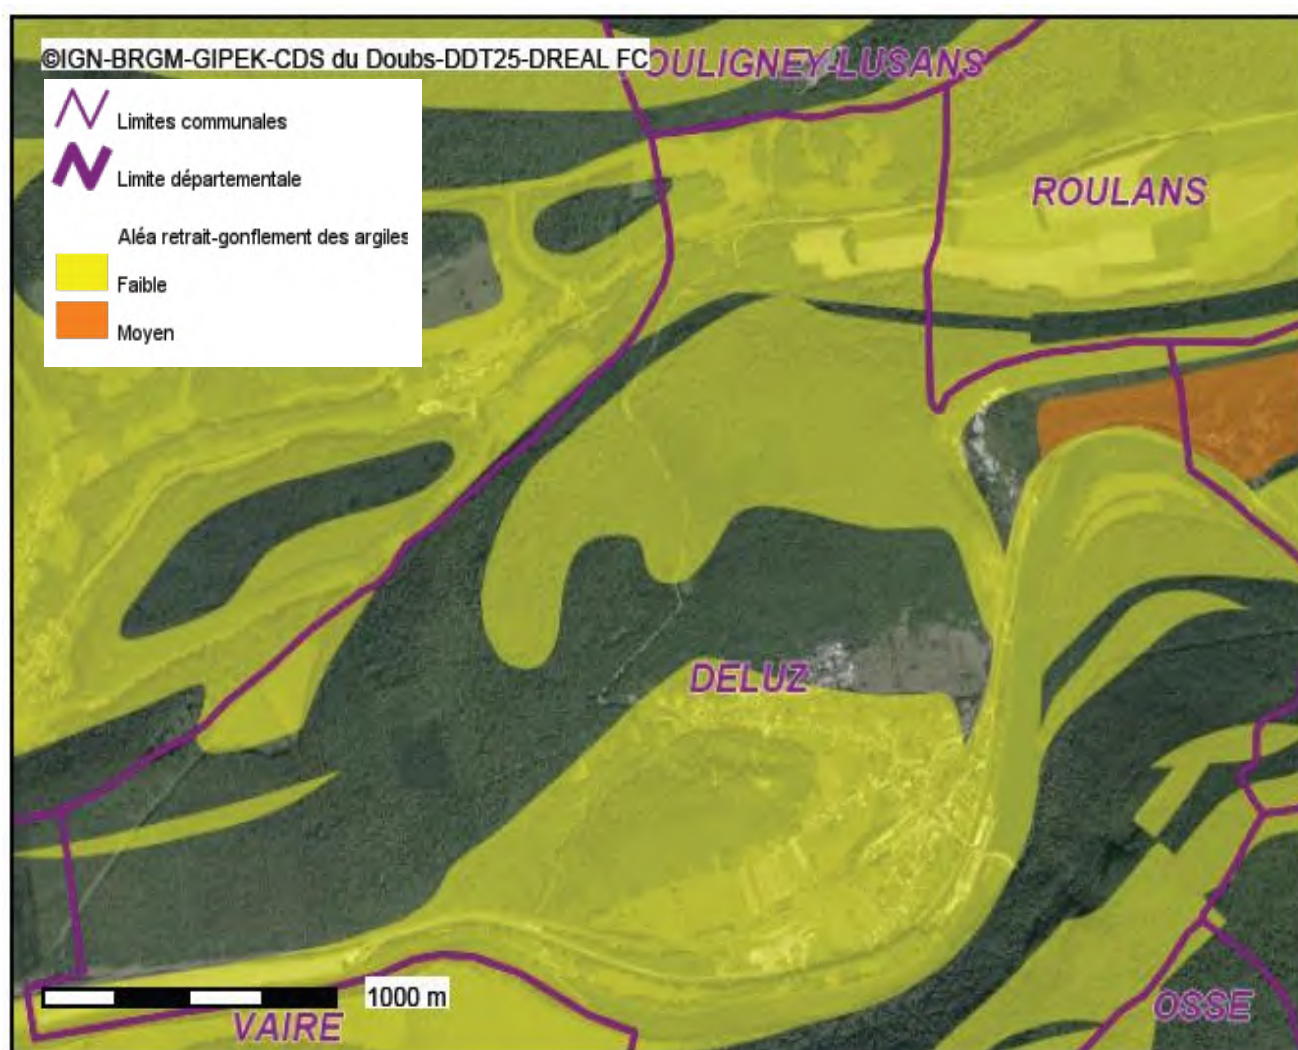 ©IGN-BRGM-GIPEK-CDS du Doubs-DDT25-DREAL FC
OULIGNEY-LUSANS
Limites communales
Limite départementale
Aléa retrait-gonflement des argiles
Faible
Moyen
ROULANS
DELUZ
1000 m
VAIRE
OSSE